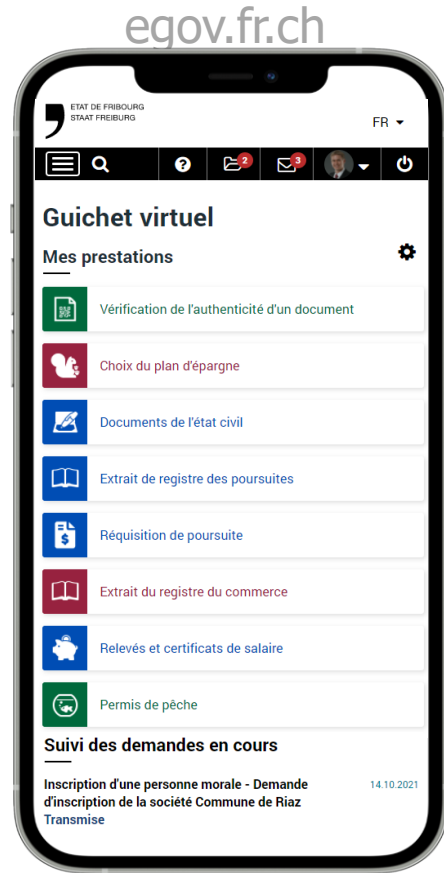 egov.fr.ch
ETAT DE FRIBOURG
STAAT FREIBURG
FR
2
3
Guichet virtuel
Mes prestations
Vérification de l'authenticité d'un document
Choix du plan d'épargne
Documents de l'état civil
Extrait de registre des poursuites
Réquisition de poursuite
Extrait du registre du commerce
Relevés et certificats de salaire
Permis de pêche
Suivi des demandes en cours
Inscription d'une personne morale - Demande 14.10.2021
d'inscription de la société Commune de Riaz
Transmise